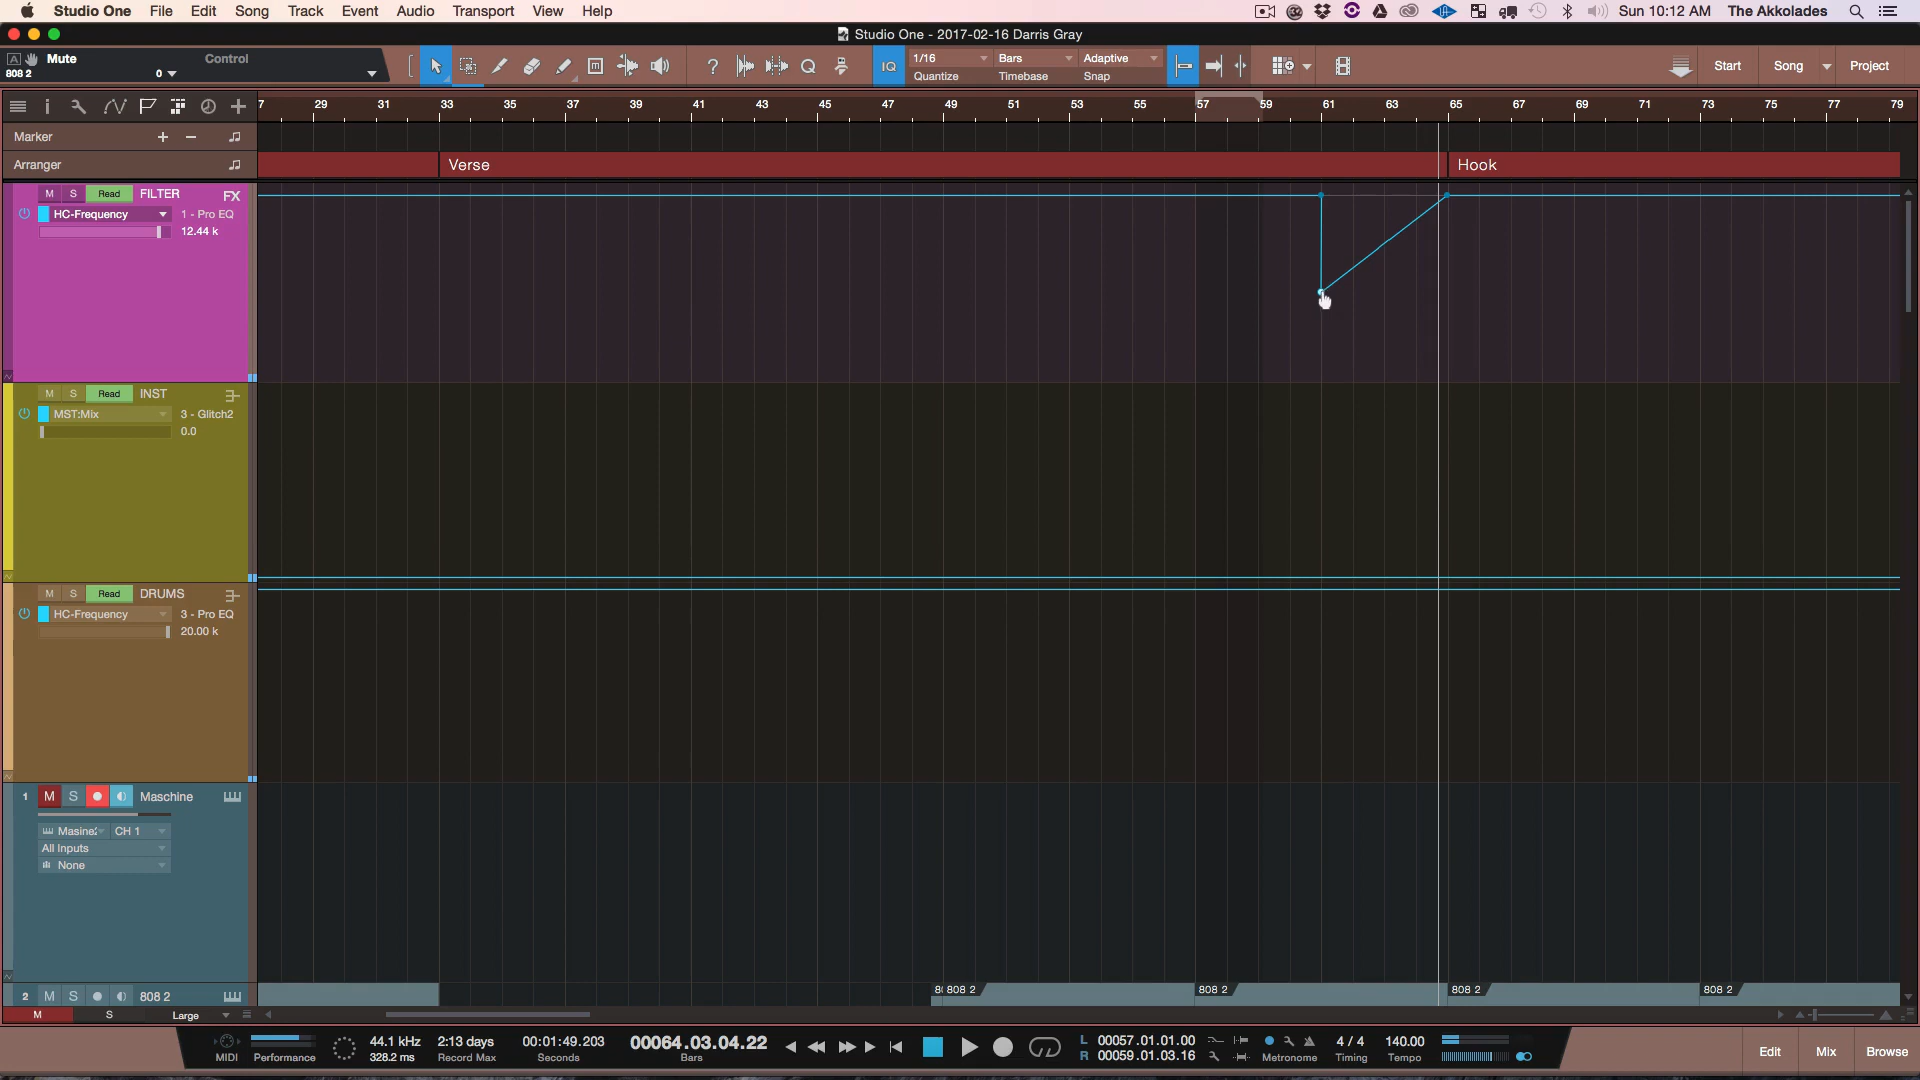 Studio One File Edit Song Track Event Audio Transport View Help Sun 10:12 AM The Akkolades
Studio One - 2017-02-16 Darris Gray
Mute Control
808 2 0
IQ 1/16 Bars Adaptive
Quantize Timebase Snap
Start Song Project
7 29 31 33 35 37 39 41 43 45 47 49 51 53 55 57 59 61 63 65 67 69 71 73 75 77 79
Marker
Arranger Verse Hook
M S Read FILTER FX
HC-Frequency 1 - Pro EQ
12.44 k
M S Read INST
MST:Mix 3 - Glitch2
0.0
M S Read DRUMS
HC-Frequency 3 - Pro EQ
20.00 k
1 M S Maschine
CH 1
All Inputs
None
2 M S 808 2
808 2 808 2 808 2 808 2
M S Large
MIDI Performance
44.1 kHz
328.2 ms
2:13 days
Record Max
00:01:49.203
Seconds
00064.03.04.22
Bars
L 00057.01.01.00
R 00059.01.03.16
Metronome
4 / 4
Timing
140.00
Tempo
Edit Mix Browse